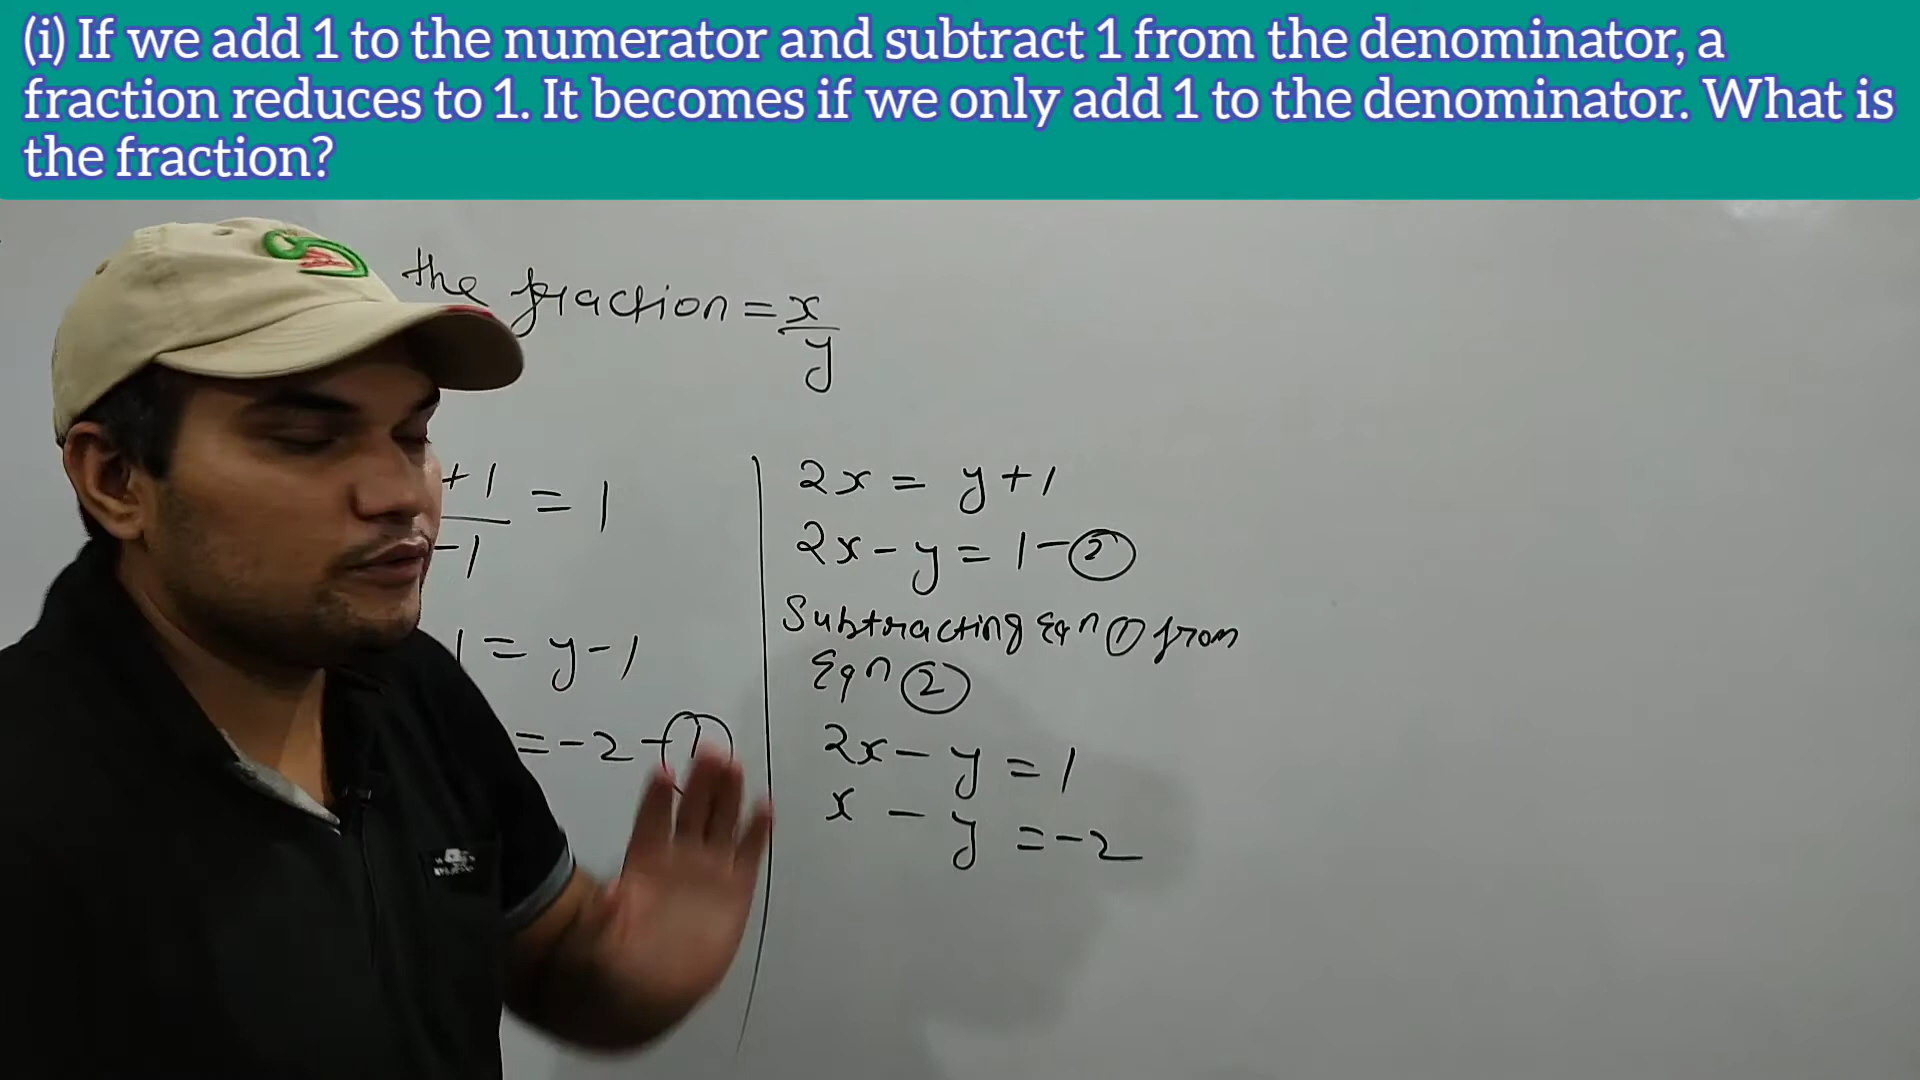 (i) If we add 1 to the numerator and subtract 1 from the denominator, a
fraction reduces to 1. It becomes if we only add 1 to the denominator. What is
the fraction?
the fraction = x/y
+1
= 1
-1
1 = y-1
= -2 - ①
2x = y+1
2x - y = 1 - ②
Subtracting Eqn ① from
Eqn ②
2x - y = 1
x - y = -2